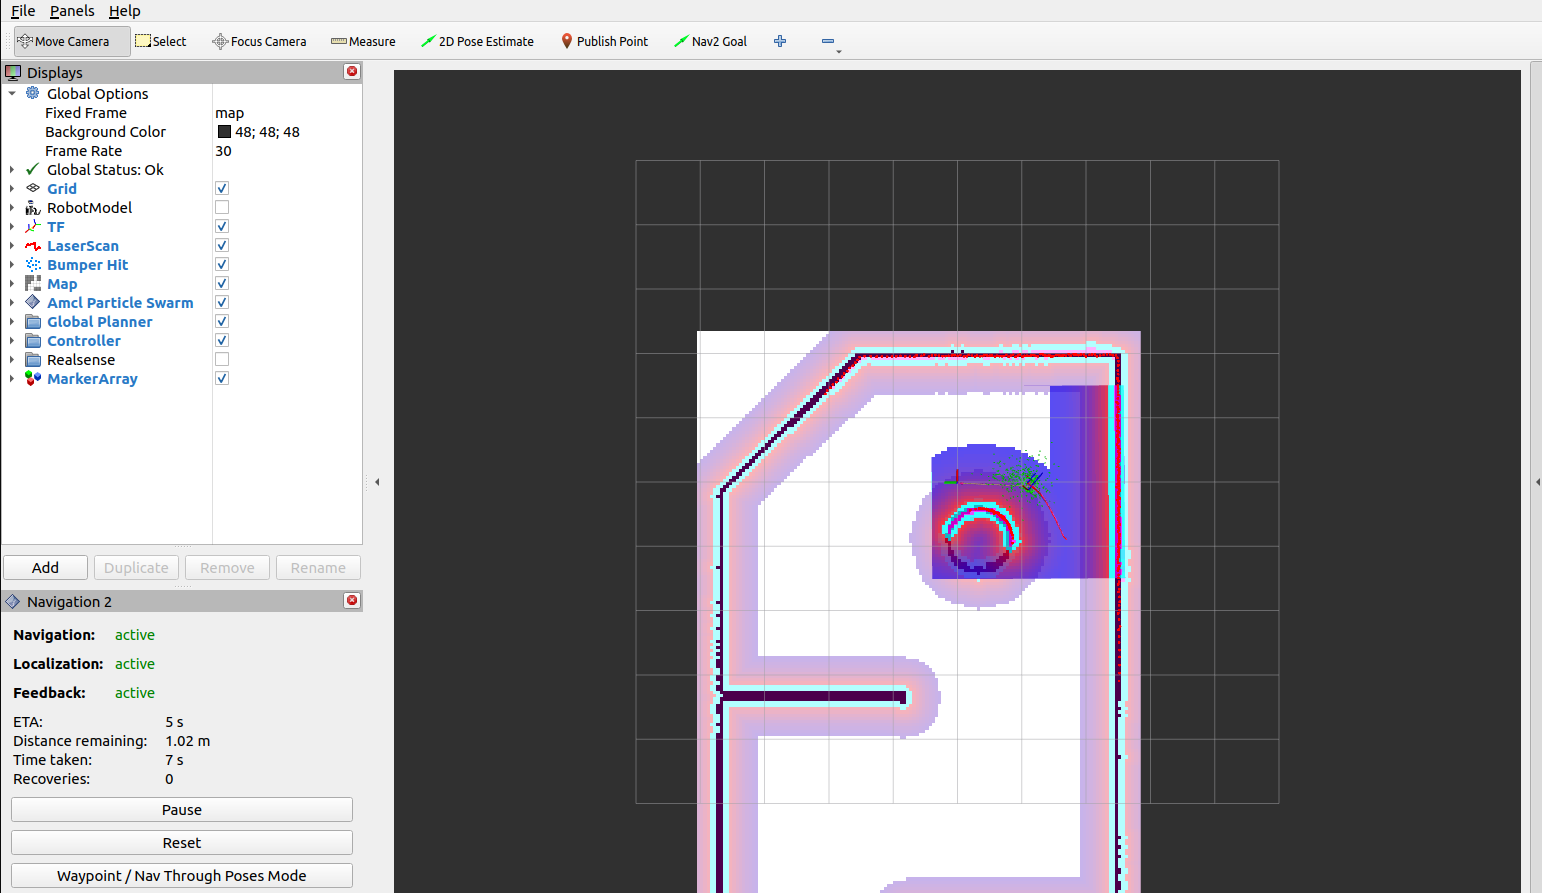 File Panels Help
Move Camera Select Focus Camera Measure 2D Pose Estimate Publish Point Nav2 Goal
Displays
Global Options
Fixed Frame map
Background Color 48; 48; 48
Frame Rate 30
Global Status: Ok
Grid
RobotModel
TF
LaserScan
Bumper Hit
Map
Amcl Particle Swarm
Global Planner
Controller
Realsense
MarkerArray
Add Duplicate Remove Rename
Navigation 2
Navigation: active
Localization: active
Feedback: active
ETA: 5 s
Distance remaining: 1.02 m
Time taken: 7 s
Recoveries: 0
Pause
Reset
Waypoint / Nav Through Poses Mode